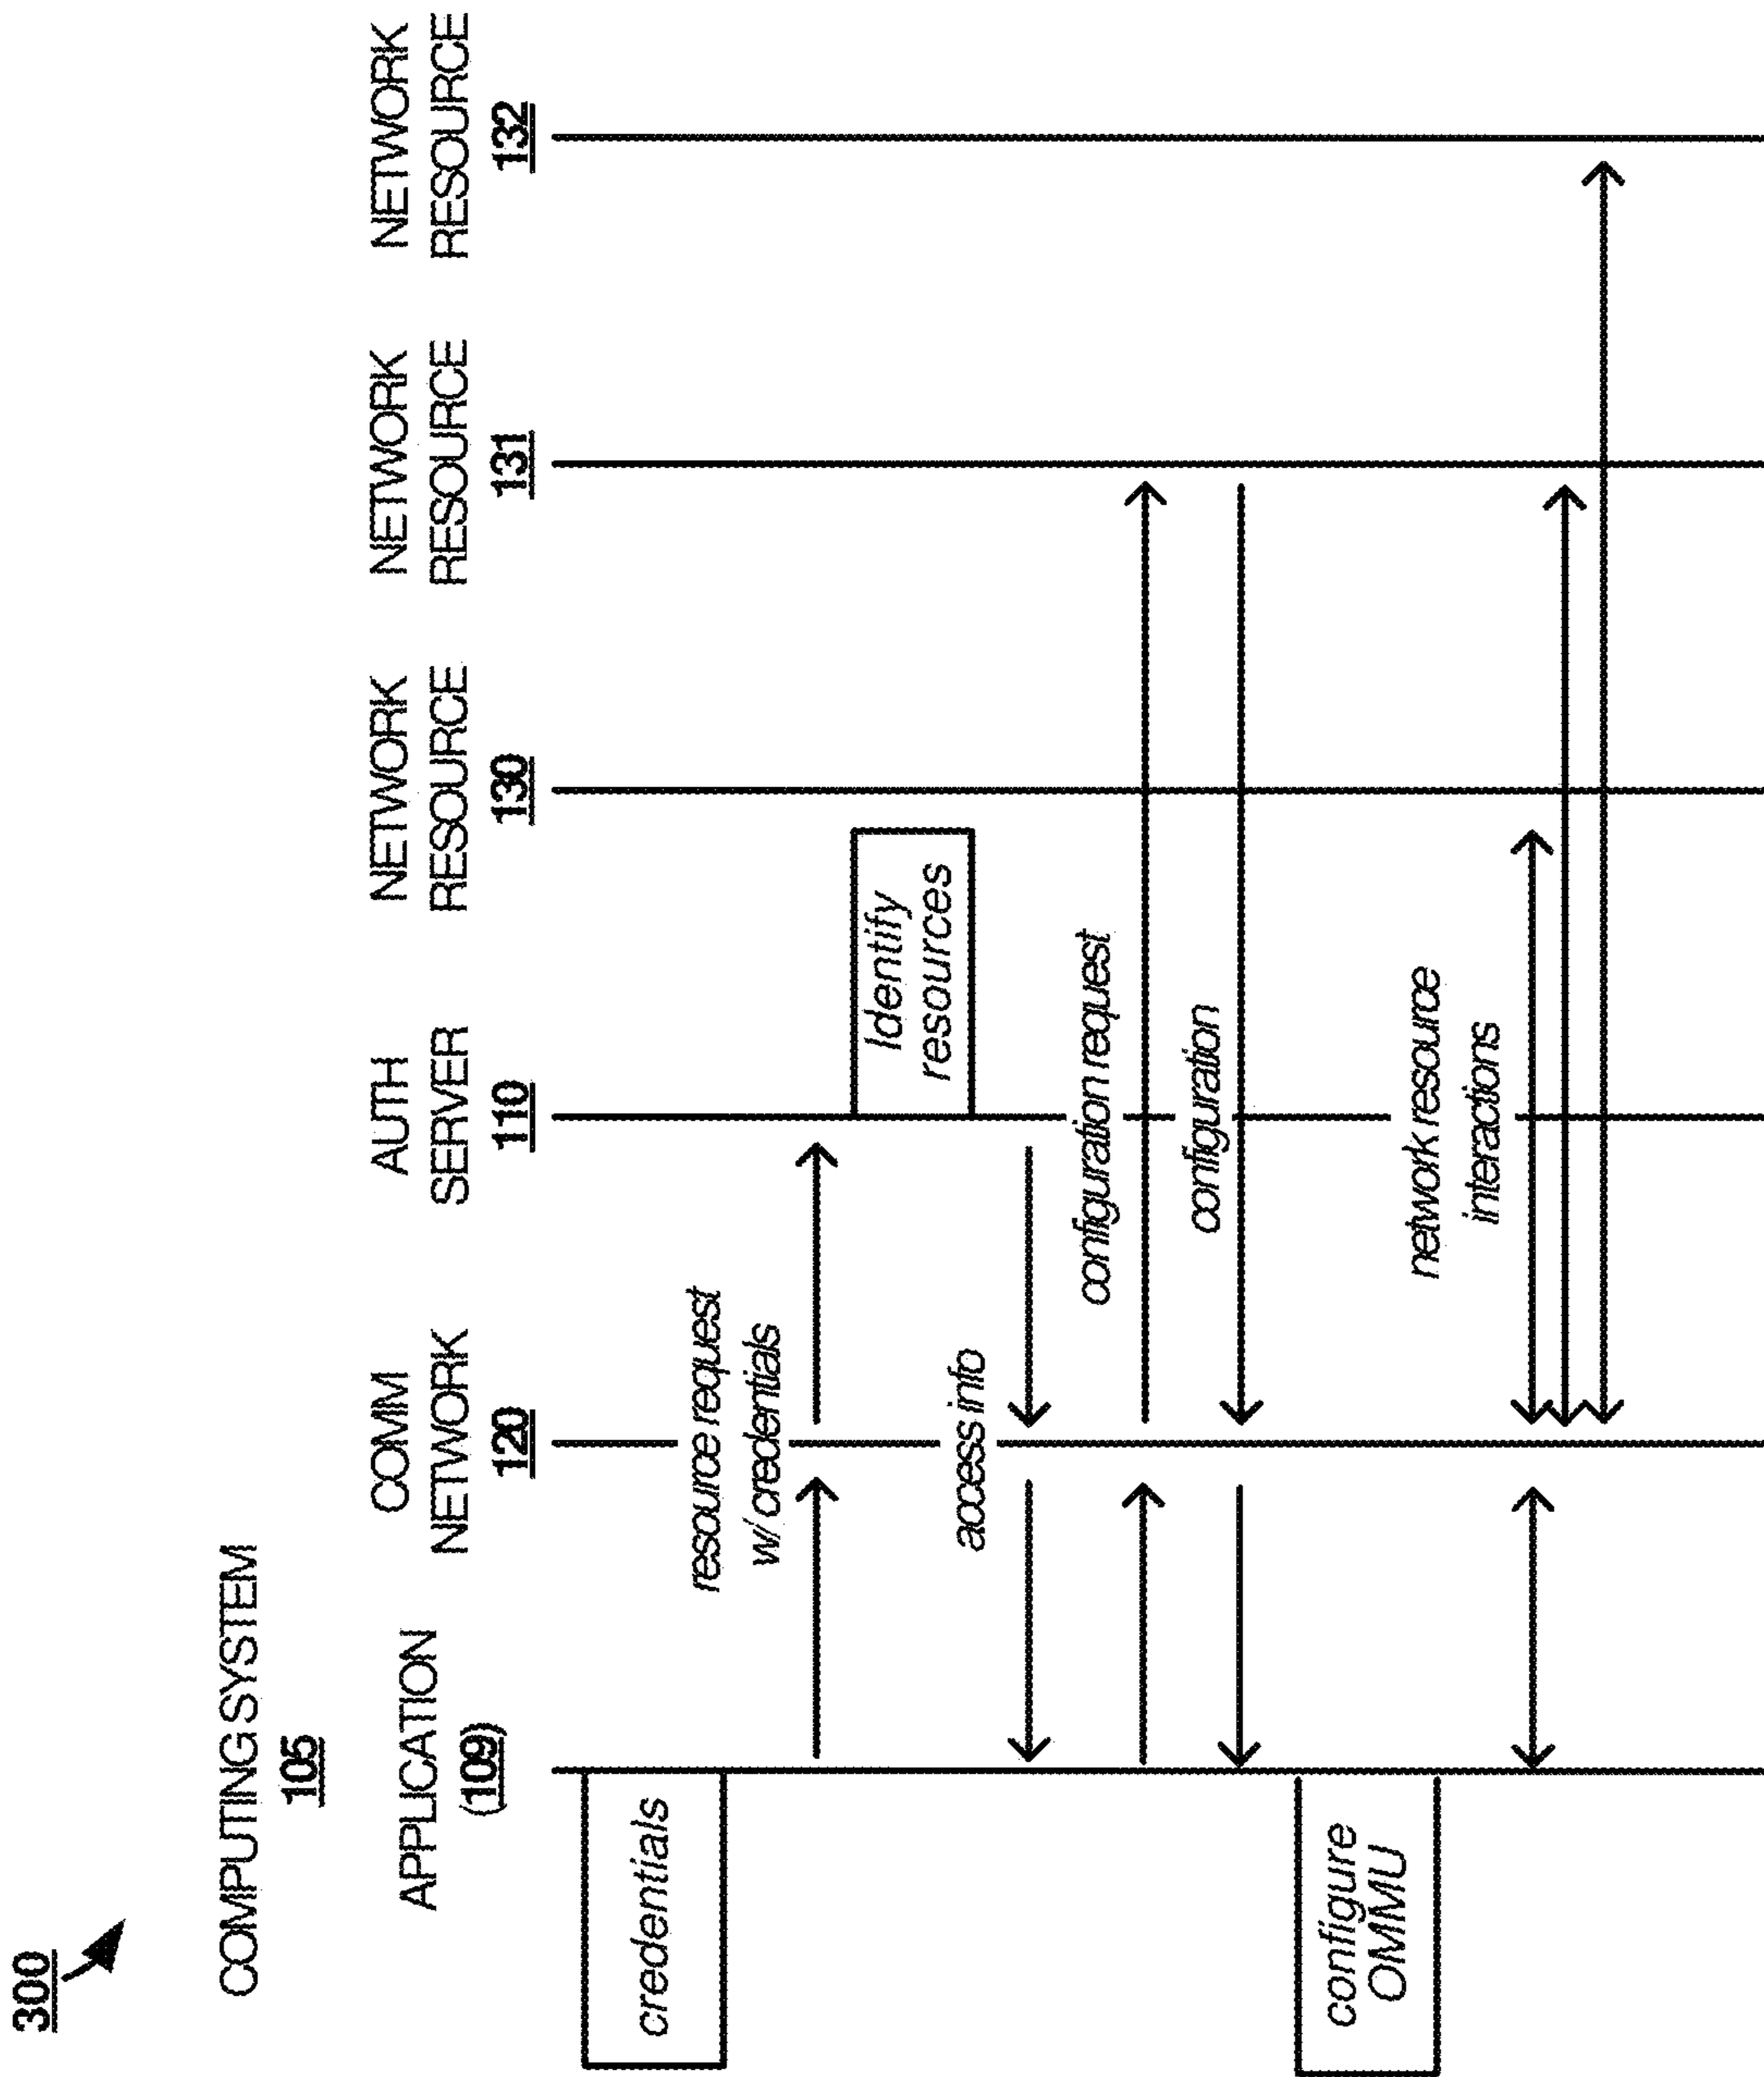 300
COMPUTING SYSTEM
105
APPLICATION
(109)
COMM
NETWORK
120
AUTH
SERVER
110
NETWORK
RESOURCE
130
NETWORK
RESOURCE
131
NETWORK
RESOURCE
132
credentials
resource request
w/ credentials
Identify
resources
access info
configuration request
configuration
configure
OMMU
network resource
interactions